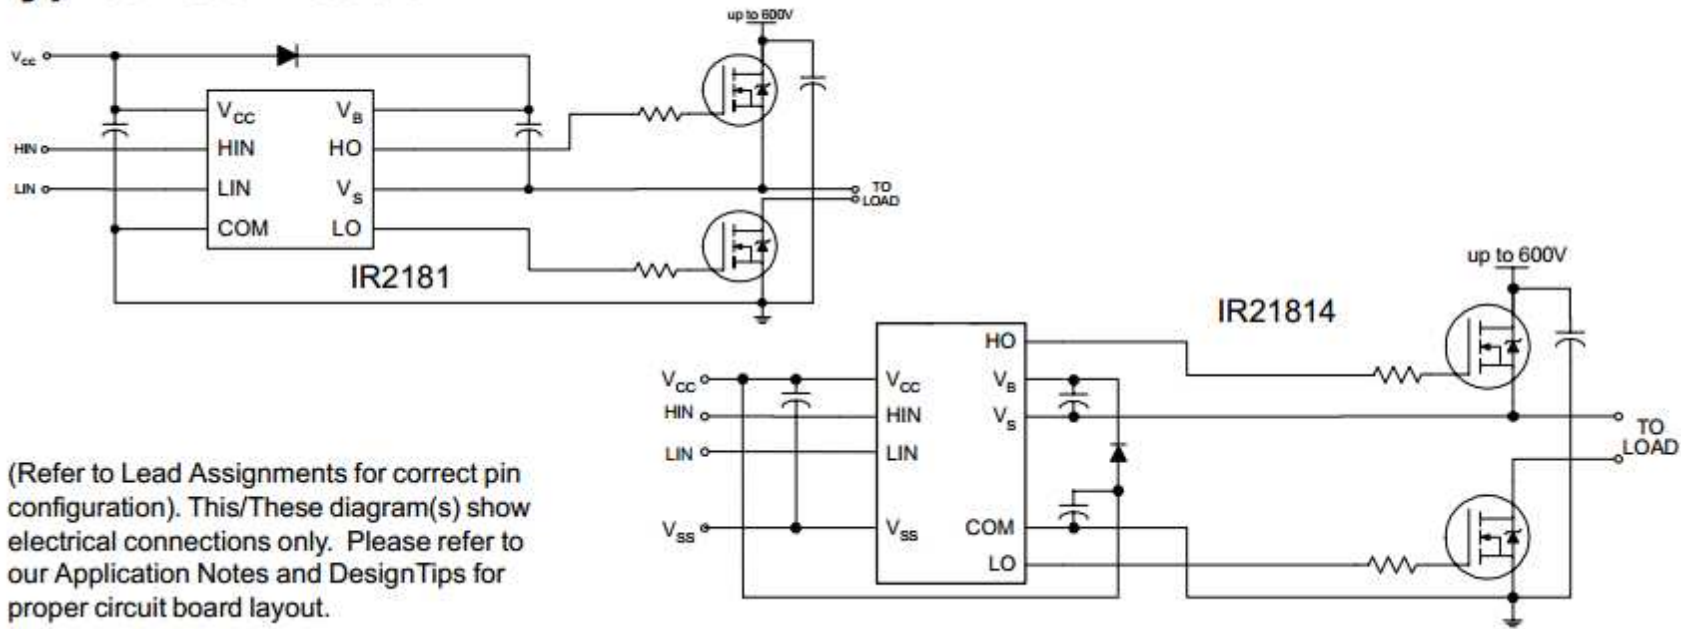 up to 600V
VCC
HIN
LIN
VCC
HIN
LIN
COM
VB
HO
VS
LO
TO
LOAD
IR2181
up to 600V
IR21814
VCC
HIN
LIN
VSS
VCC
HIN
LIN
VSS
HO
VB
VS
COM
LO
TO
LOAD
(Refer to Lead Assignments for correct pin
configuration). This/These diagram(s) show
electrical connections only. Please refer to
our Application Notes and DesignTips for
proper circuit board layout.